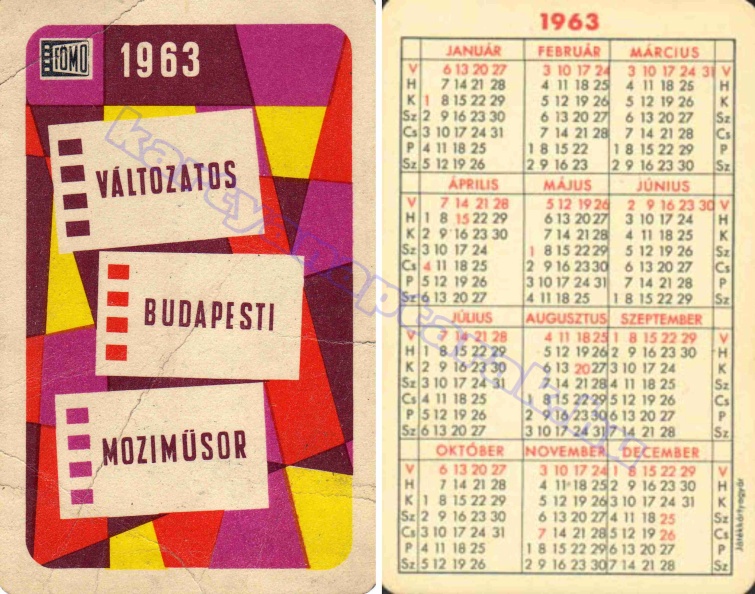 FŐMO
1963
VÁLTOZATOS
BUDAPESTI
MOZIMŰSOR
1963
JANUÁR FEBRUÁR MÁRCIUS
V 6 13 20 27 3 10 17 24 3 10 17 24 31 V
H 7 14 21 28 4 11 18 25 4 11 18 25 H
K 1 8 15 22 29 5 12 19 26 5 12 19 26 K
Sz 2 9 16 23 30 6 13 20 27 6 13 20 27 Sz
Cs 3 10 17 24 31 7 14 21 28 7 14 21 28 Cs
P 4 11 18 25 1 8 15 22 1 8 15 22 29 P
Sz 5 12 19 26 2 9 16 23 2 9 16 23 30 Sz
ÁPRILIS MÁJUS JÚNIUS
V 7 14 21 28 5 12 19 26 2 9 16 23 30 V
H 1 8 15 22 29 6 13 20 27 3 10 17 24 H
K 2 9 16 23 30 7 14 21 28 4 11 18 25 K
Sz 3 10 17 24 1 8 15 22 29 5 12 19 26 Sz
Cs 4 11 18 25 2 9 16 23 30 6 13 20 27 Cs
P 5 12 19 26 3 10 17 24 31 7 14 21 28 P
Sz 6 13 20 27 4 11 18 25 1 8 15 22 29 Sz
JÚLIUS AUGUSZTUS SZEPTEMBER
V 7 14 21 28 4 11 18 25 1 8 15 22 29 V
H 1 8 15 22 29 5 12 19 26 2 9 16 23 30 H
K 2 9 16 23 30 6 13 20 27 3 10 17 24 K
Sz 3 10 17 24 31 7 14 21 28 4 11 18 25 Sz
Cs 4 11 18 25 1 8 15 22 29 5 12 19 26 Cs
P 5 12 19 26 2 9 16 23 30 6 13 20 27 P
Sz 6 13 20 27 3 10 17 24 31 7 14 21 28 Sz
OKTÓBER NOVEMBER DECEMBER
V 6 13 20 27 3 10 17 24 1 8 15 22 29 V
H 7 14 21 28 4 11 18 25 2 9 16 23 30 H
K 1 8 15 22 29 5 12 19 26 3 10 17 24 31 K
Sz 2 9 16 23 30 6 13 20 27 4 11 18 25 Sz
Cs 3 10 17 24 31 7 14 21 28 5 12 19 26 Cs
P 4 11 18 25 1 8 15 22 29 6 13 20 27 P
Sz 5 12 19 26 2 9 16 23 30 7 14 21 28 Sz
Játékkártyagyár
kartyanaptarak.hu